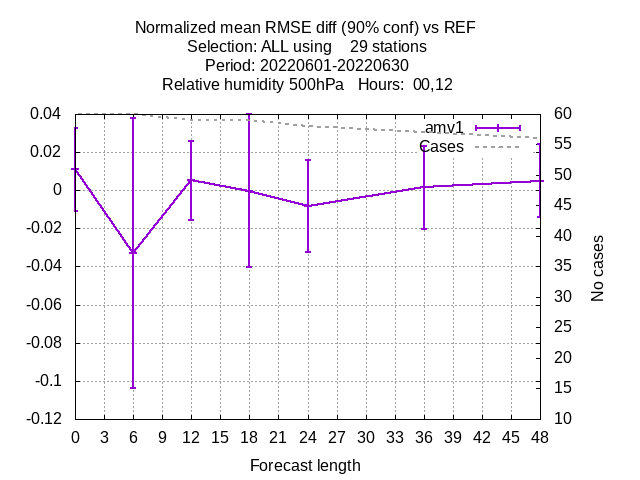 Normalized mean RMSE diff (90% conf) vs REF
Selection: ALL using    29 stations
Period: 20220601-20220630
Relative humidity 500hPa   Hours:  00,12
0.04
0.02
0
-0.02
-0.04
-0.06
-0.08
-0.1
-0.12
amv1
Cases
60
55
50
45
40
35
30
25
20
15
10
No cases
0 3 6 9 12 15 18 21 24 27 30 33 36 39 42 45 48
Forecast length